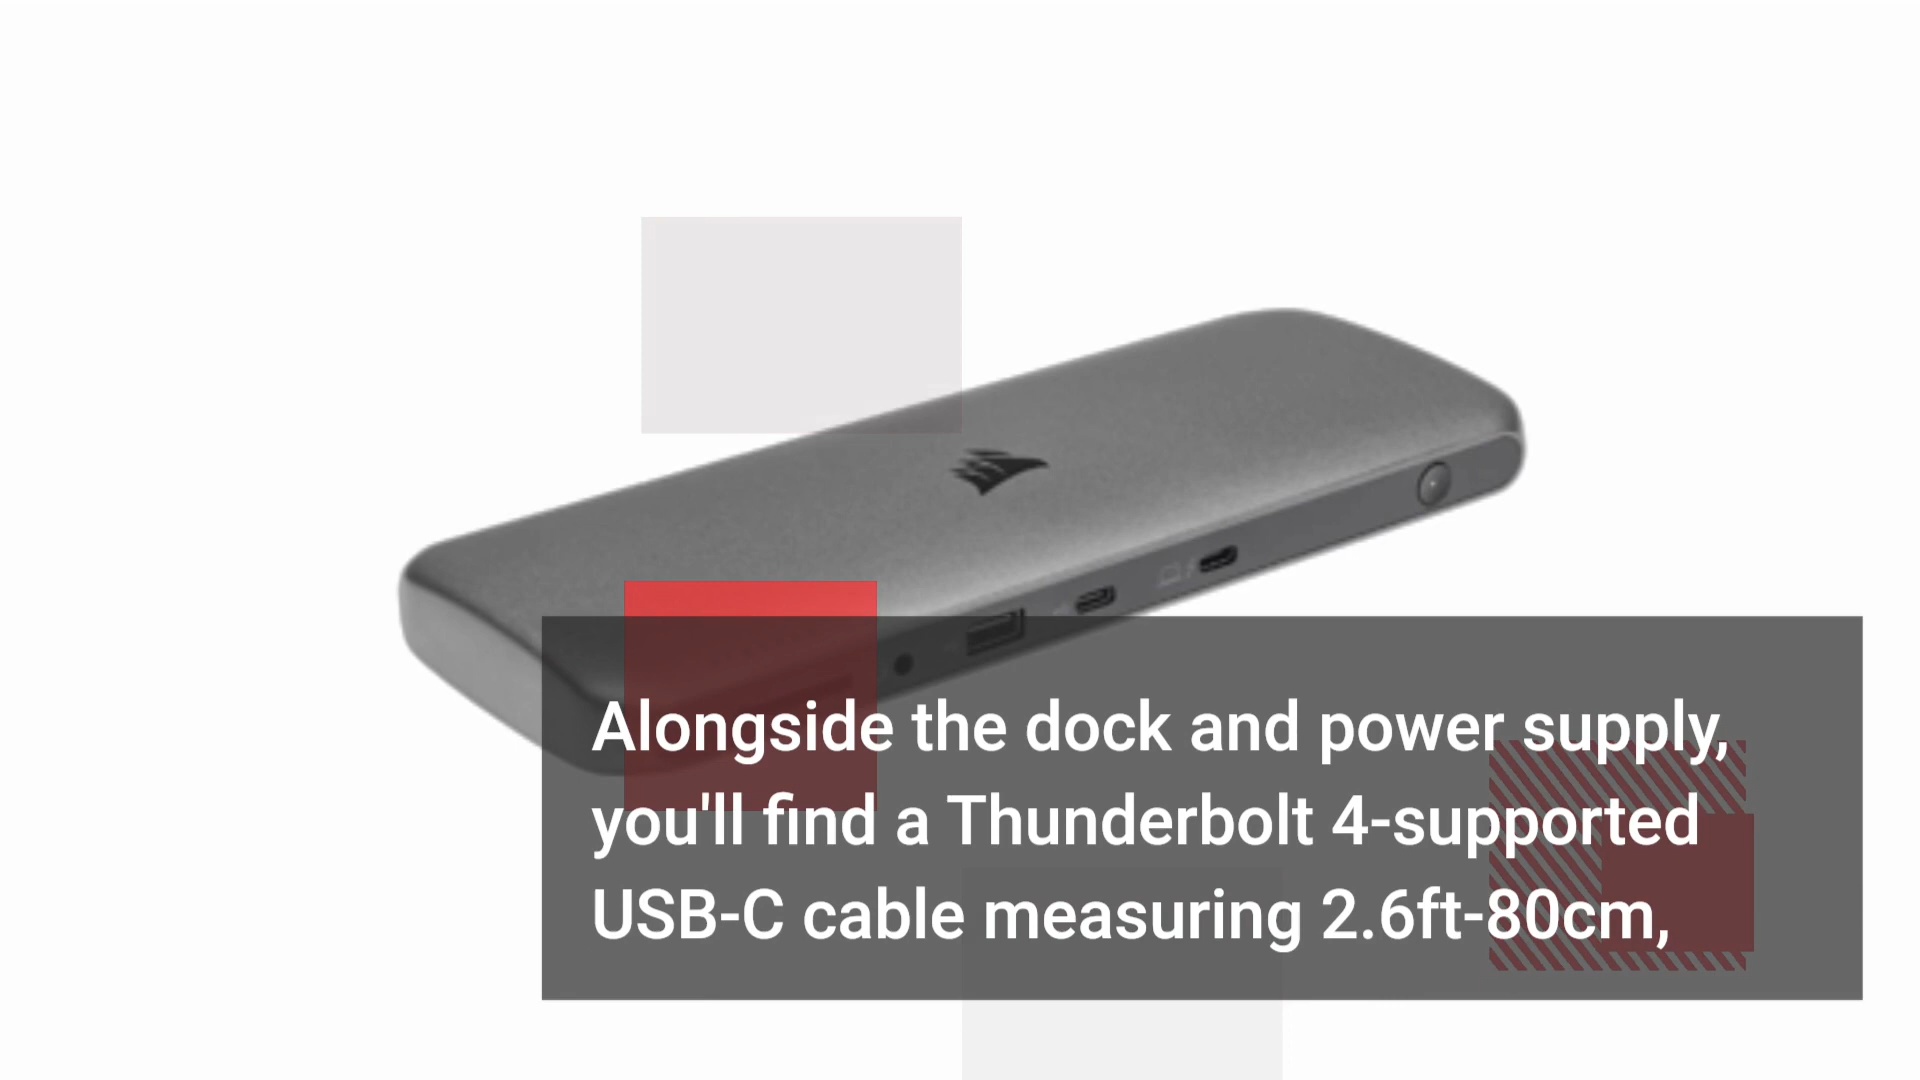 Alongside the dock and power supply,
you'll find a Thunderbolt 4-supported
USB-C cable measuring 2.6ft-80cm,